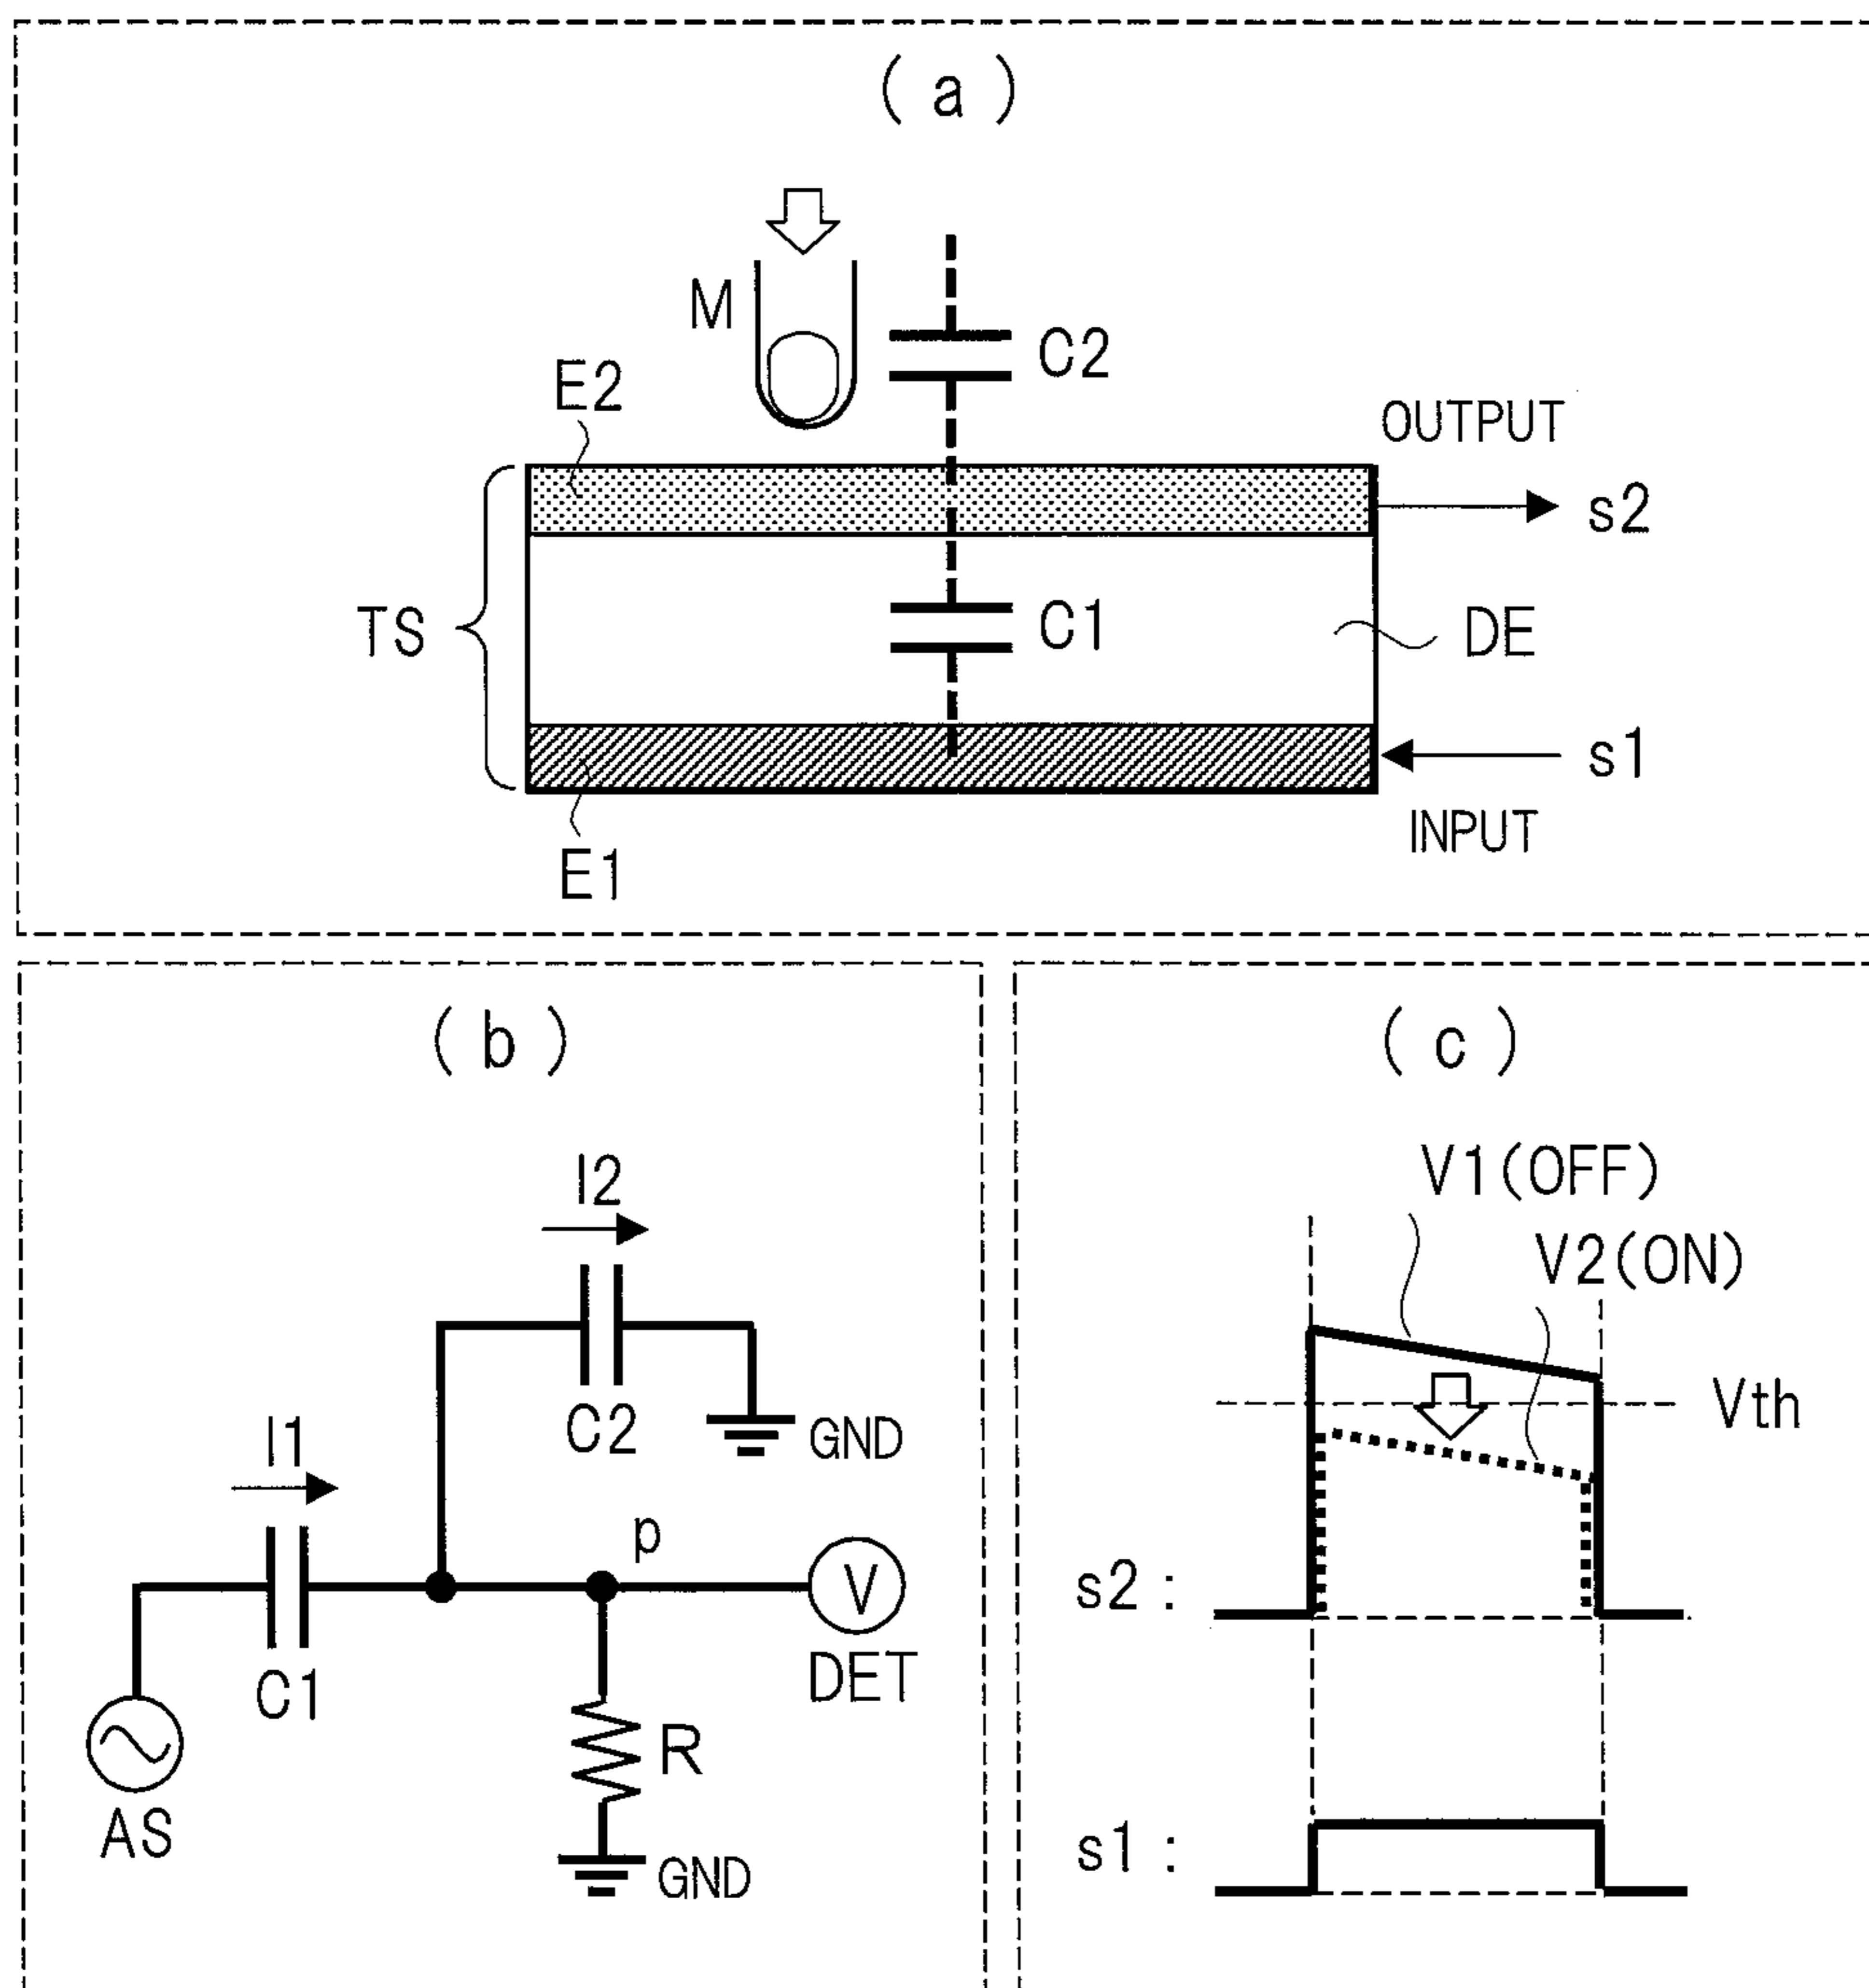 ( a )
M
C2
E2
OUTPUT
s2
TS
C1
DE
s1
INPUT
E1
( b )
I2
C2
GND
I1
p
V
C1
DET
R
AS
GND
( c )
V1(OFF)
V2(ON)
Vth
s2 :
s1 :